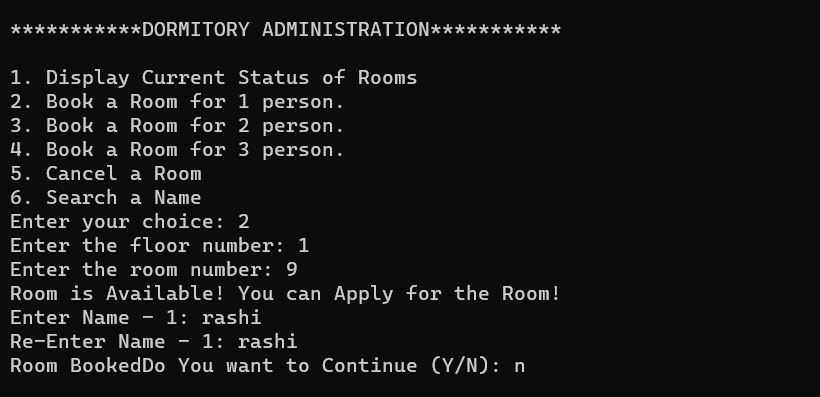 ***********DORMITORY ADMINISTRATION***********
1. Display Current Status of Rooms
2. Book a Room for 1 person.
3. Book a Room for 2 person.
4. Book a Room for 3 person.
5. Cancel a Room
6. Search a Name
Enter your choice: 2
Enter the floor number: 1
Enter the room number: 9
Room is Available! You can Apply for the Room!
Enter Name - 1: rashi
Re-Enter Name - 1: rashi
Room BookedDo You want to Continue (Y/N): n